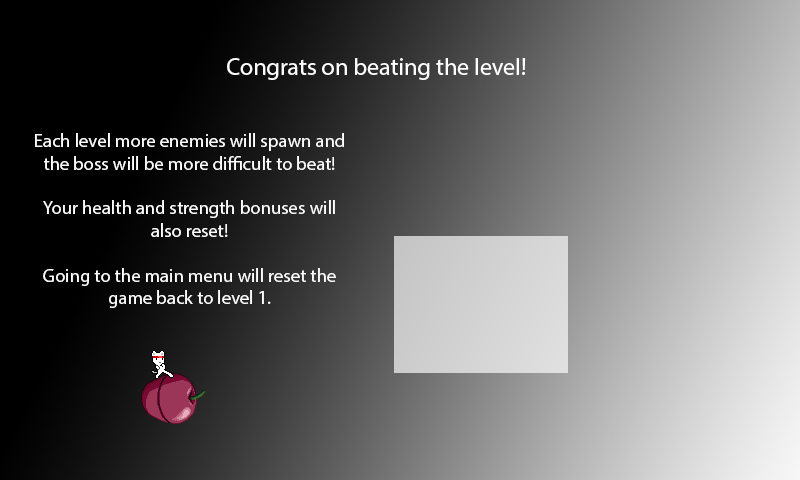 Congrats on beating the level!
Each level more enemies will spawn and
the boss will be more difficult to beat!
Your health and strength bonuses will
also reset!
Going to the main menu will reset the
game back to level 1.